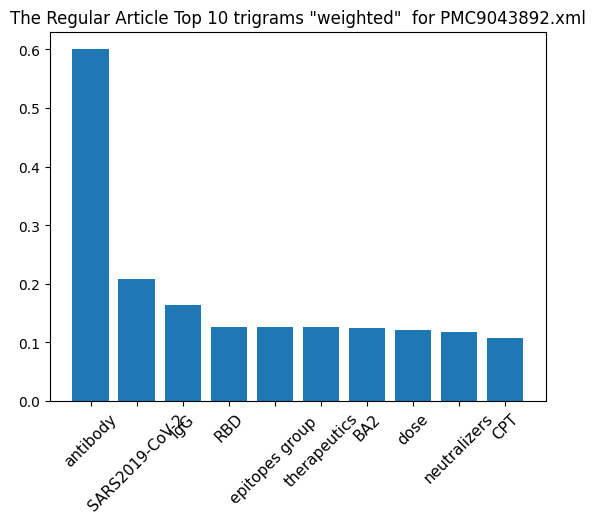 The Regular Article Top 10 trigrams "weighted"  for PMC9043892.xml
0.6
0.5
0.4
0.3
0.2
0.1
0.0
antibody
SARS2019-CoV-2
IgG
RBD
epitopes group
therapeutics
BA2
dose
neutralizers
CPT